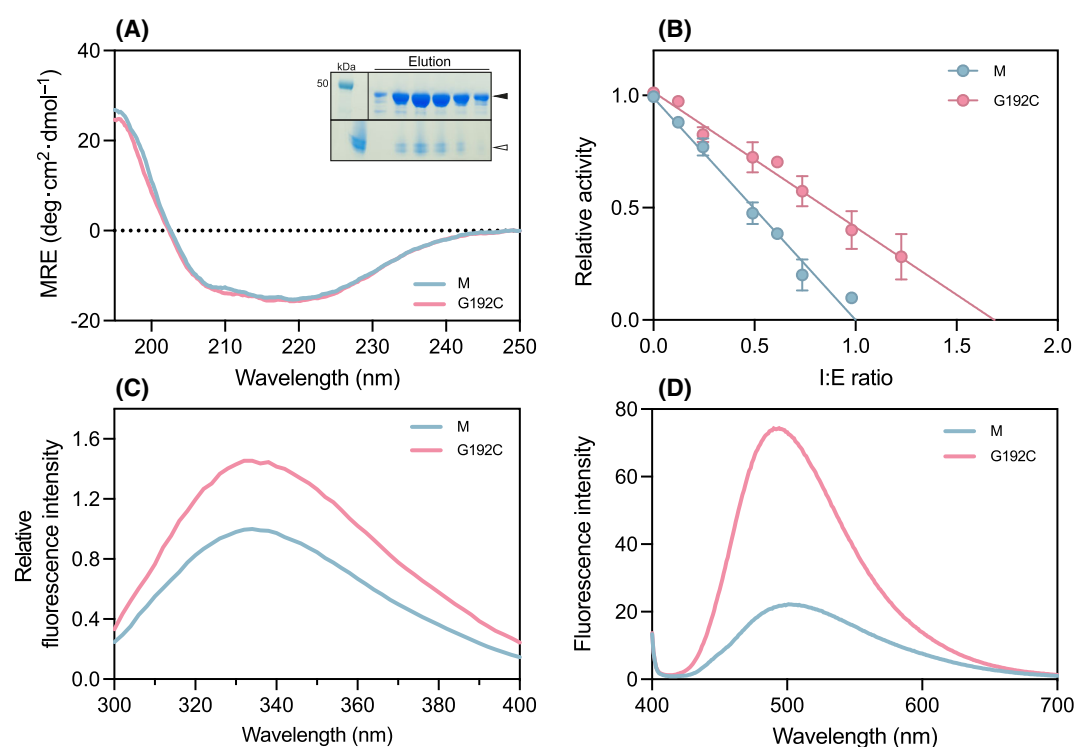 (A)
MRE (deg·cm²·dmol⁻¹)
40
20
0
-20
200
210
220
230
240
250
Wavelength (nm)
kDa
Elution
50
M
G192C
(B)
Relative activity
1.0
0.5
0.0
0.0
0.5
1.0
1.5
2.0
I:E ratio
M
G192C
(C)
Relative
fluorescence intensity
1.6
1.2
0.8
0.4
0.0
300
320
340
360
380
400
Wavelength (nm)
M
G192C
(D)
Fluorescence intensity
80
60
40
20
0
400
500
600
700
Wavelength (nm)
M
G192C